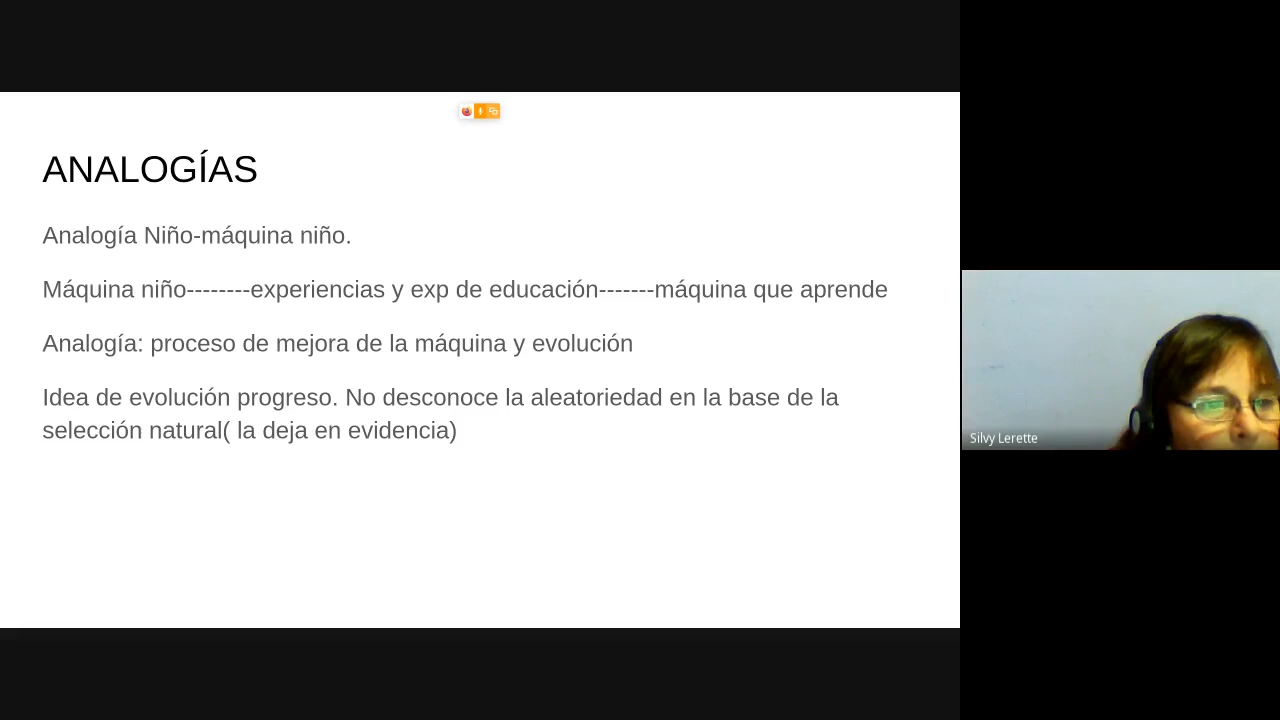 ANALOGÍAS
Analogía Niño-máquina niño.
Máquina niño--------experiencias y exp de educación-------máquina que aprende
Analogía: proceso de mejora de la máquina y evolución
Idea de evolución progreso. No desconoce la aleatoriedad en la base de la
selección natural( la deja en evidencia)
Silvy Lerette